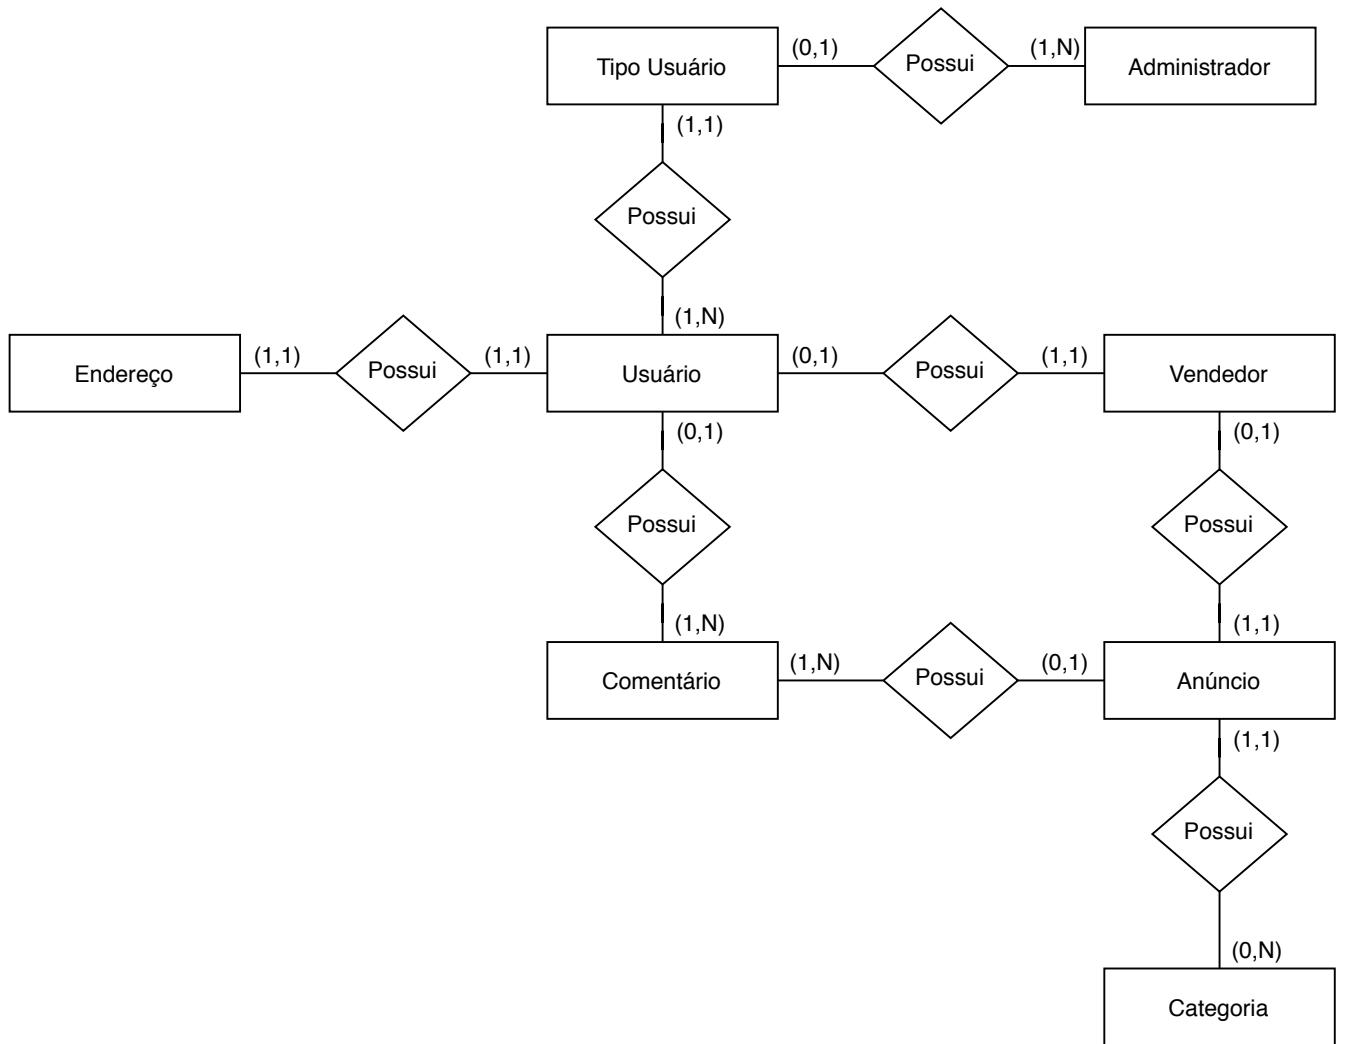 Tipo Usuário
(0,1)
Possui
(1,N)
Administrador
(1,1)
Possui
(1,N)
Endereço
(1,1)
Possui
(1,1)
Usuário
(0,1)
Possui
(1,1)
Vendedor
(0,1)
(0,1)
Possui
Possui
(1,N)
(1,1)
Comentário
(1,N)
Possui
(0,1)
Anúncio
(1,1)
Possui
(0,N)
Categoria